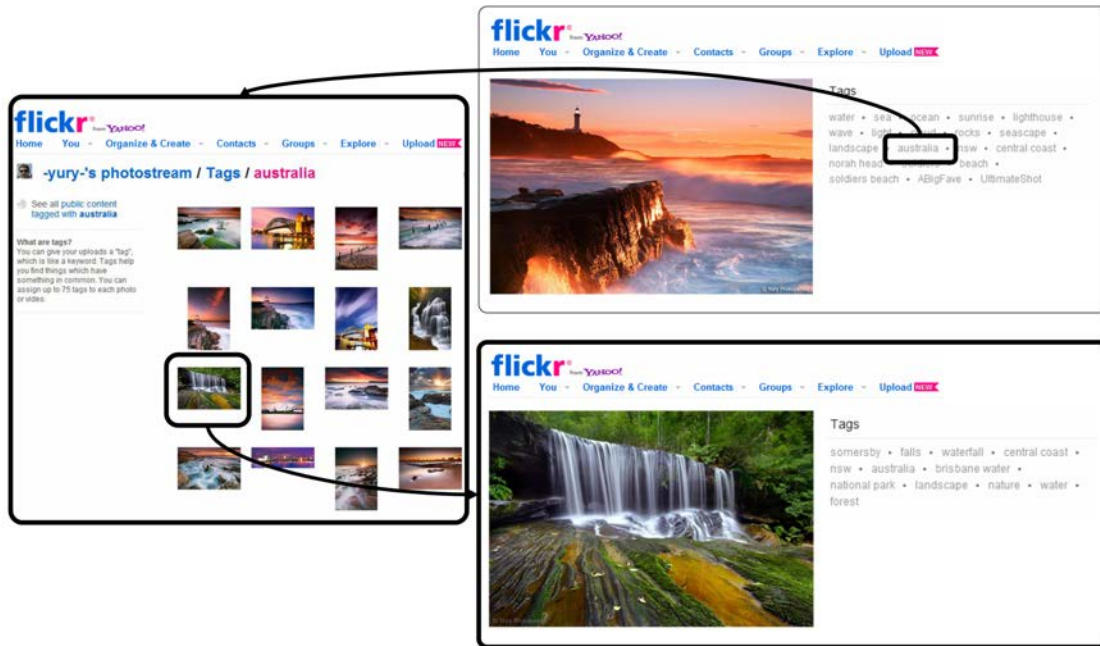 flickr from YAHOO!
Home You Organize & Create Contacts Groups Explore Upload NEW
-yury-'s photostream / Tags / australia
See all public content
tagged with australia
What are tags?
You can give your uploads a "tag",
which is like a keyword. Tags help
you find things which have
something in common. You can
assign up to 75 tags to each photo
or video.
flickr from YAHOO!
Home You Organize & Create Contacts Groups Explore Upload NEW
Tags
water • sea • ocean • sunrise • lighthouse •
wave • light • cloud • rocks • seascape •
landscape • australia • nsw • central coast •
norah head • soldiers • beach •
soldiers beach • ABigFave • UltimateShot
flickr from YAHOO!
Home You Organize & Create Contacts Groups Explore Upload NEW
Tags
somersby • falls • waterfall • central coast •
nsw • australia • brisbane water •
national park • landscape • nature • water •
forest